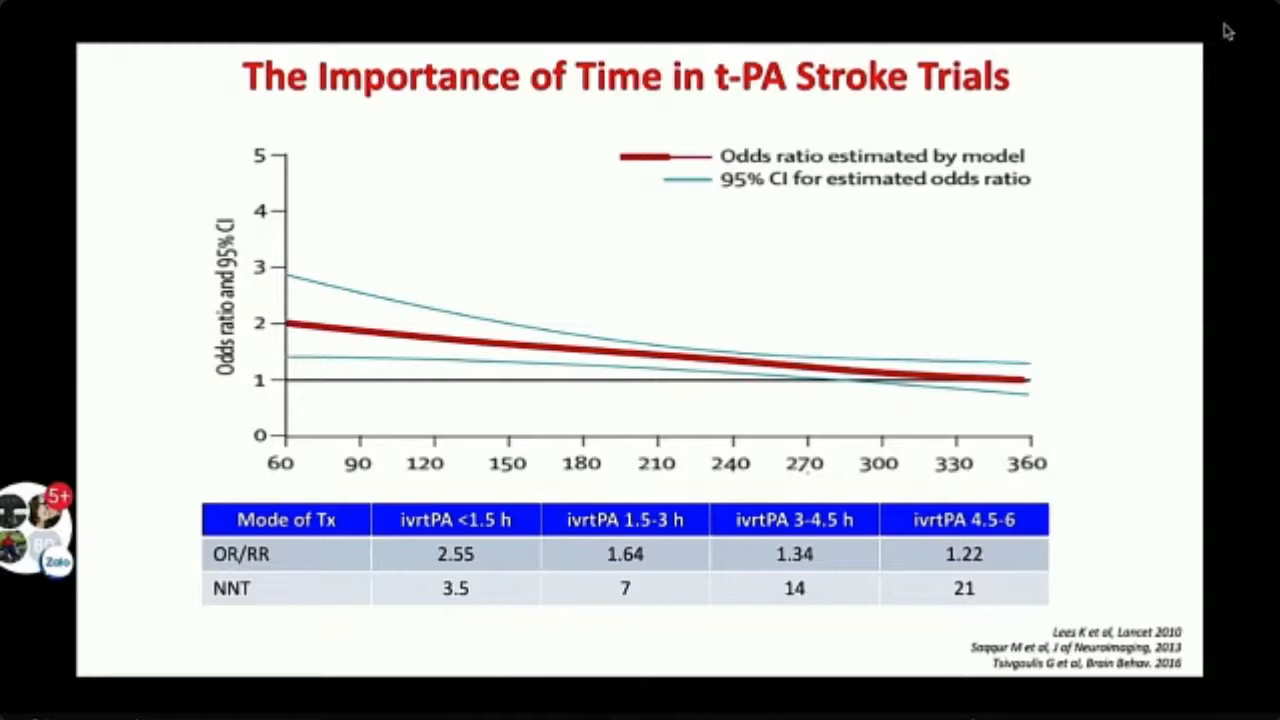 The Importance of Time in t-PA Stroke Trials
Odds ratio estimated by model
95% CI for estimated odds ratio
Odds ratio and 95% CI
5
4
3
2
1
0
60 90 120 150 180 210 240 270 300 330 360
Mode of Tx ivrtPA <1.5 h ivrtPA 1.5-3 h ivrtPA 3-4.5 h ivrtPA 4.5-6
OR/RR 2.55 1.64 1.34 1.22
NNT 3.5 7 14 21
5+
Zalo
Lees K et al, Lancet 2010
Saqqur M et al, J of Neuroimaging, 2013
Tsivgoulis G et al, Brain Behav. 2016